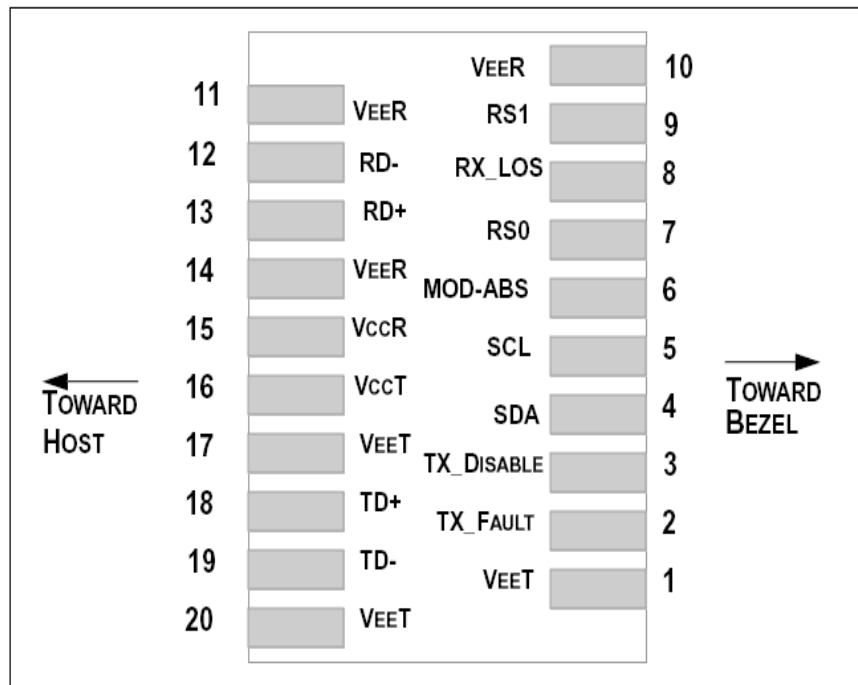 VEER 10
11 VEER
RS1 9
12 RD-
RX_LOS 8
13 RD+
RS0 7
14 VEER
MOD-ABS 6
15 VCCR
SCL 5
16 VCCT
SDA 4
17 VEET
TX_DISABLE 3
18 TD+
TX_FAULT 2
19 TD-
VEET 1
20 VEET
TOWARD
HOST
TOWARD
BEZEL